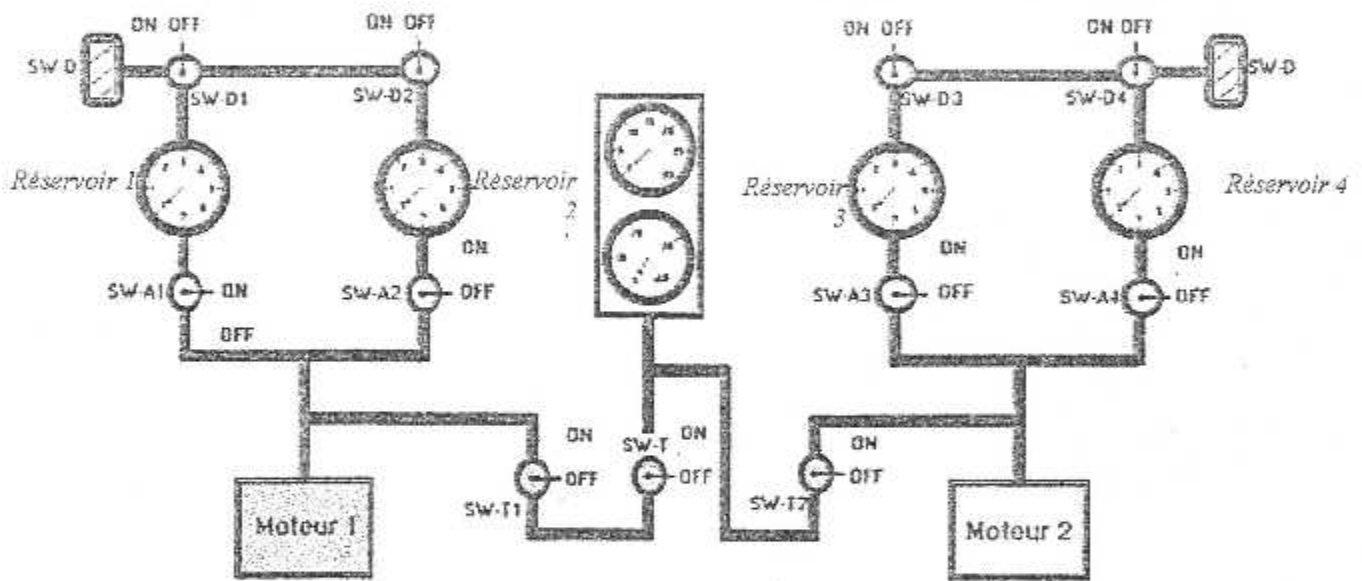 ON OFF
ON OFF
ON OFF
ON OFF
SW-D
SW-D1
SW-D2
SW-D3
SW-D4
SW-D
Réservoir 1
Réservoir
2
Réservoir
3
Réservoir 4
ON
ON
ON
SW-A1
ON
SW-A2
OFF
SW-A3
OFF
SW-A4
OFF
OFF
ON
SW-T
ON
ON
OFF
OFF
OFF
SW-T1
SW-T2
Moteur 1
Moteur 2